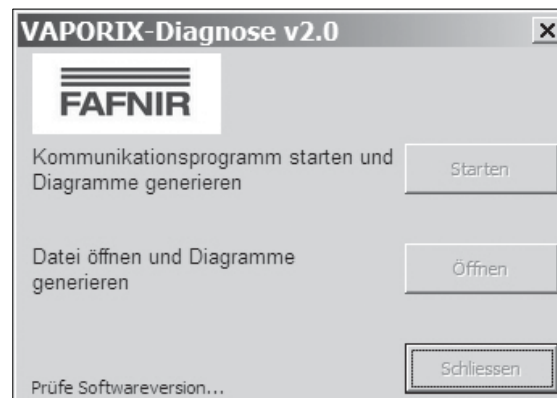 VAPORIX-Diagnose v2.0
FAFNIR
Kommunikationsprogramm starten und
Diagramme generieren
Starten
Datei öffnen und Diagramme
generieren
Öffnen
Schliessen
Prüfe Softwareversion...